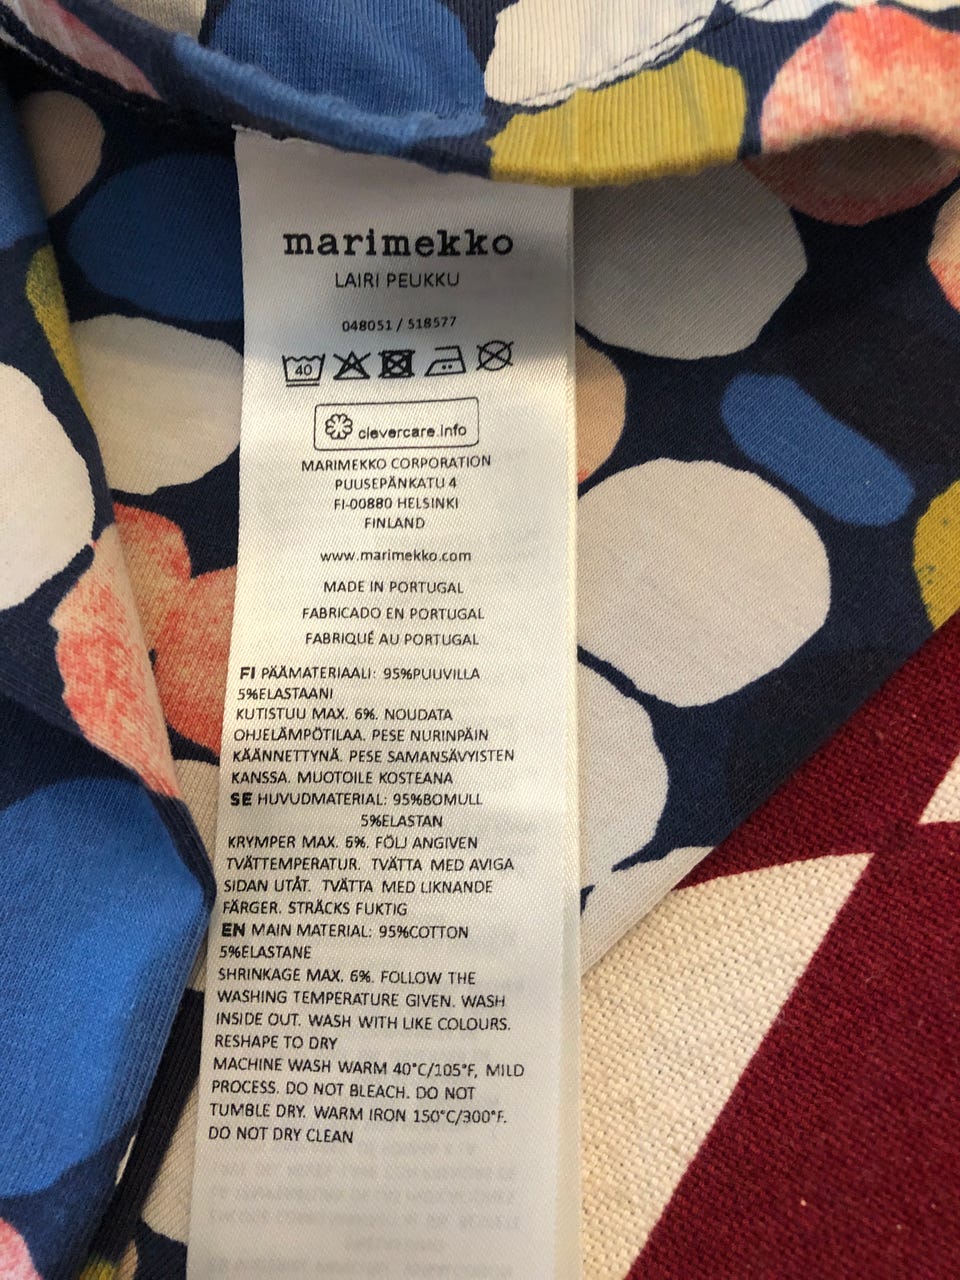 marimekko
LAIRI PEUKKU
048051 / 518577
40
clevercare.info
MARIMEKKO CORPORATION
PUUSEPÄNKATU 4
FI-00880 HELSINKI
FINLAND
www.marimekko.com
MADE IN PORTUGAL
FABRICADO EN PORTUGAL
FABRIQUÉ AU PORTUGAL
FI PÄÄMATERIAALI: 95%PUUVILLA
5%ELASTAANI
KUTISTUU MAX. 6%. NOUDATA
OHJELÄMPÖTILAA. PESE NURINPÄIN
KÄÄNNETTYNÄ. PESE SAMANSÄVYISTEN
KANSSA. MUOTOILE KOSTEANA
SE HUVUDMATERIAL: 95%BOMULL
5%ELASTAN
KRYMPER MAX. 6%. FÖLJ ANGIVEN
TVÄTTEMPERATUR. TVÄTTA MED AVIGA
SIDAN UTÅT. TVÄTTA MED LIKNANDE
FÄRGER. STRÄCKS FUKTIG
EN MAIN MATERIAL: 95%COTTON
5%ELASTANE
SHRINKAGE MAX. 6%. FOLLOW THE
WASHING TEMPERATURE GIVEN. WASH
INSIDE OUT. WASH WITH LIKE COLOURS.
RESHAPE TO DRY
MACHINE WASH WARM 40°C/105°F, MILD
PROCESS. DO NOT BLEACH. DO NOT
TUMBLE DRY. WARM IRON 150°C/300°F.
DO NOT DRY CLEAN